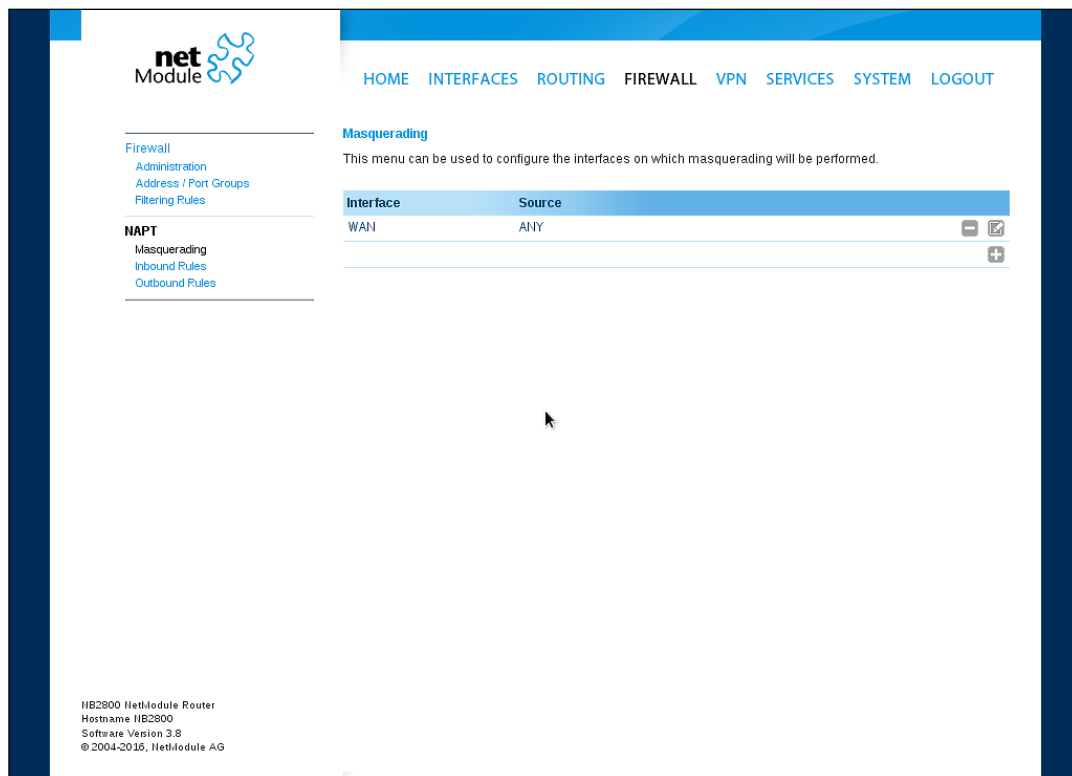 net
Module
HOME INTERFACES ROUTING FIREWALL VPN SERVICES SYSTEM LOGOUT
Firewall
Administration
Address / Port Groups
Filtering Rules
NAPT
Masquerading
Inbound Rules
Outbound Rules
Masquerading
This menu can be used to configure the interfaces on which masquerading will be performed.
Interface Source
WAN ANY
NB2800 NetModule Router
Hostname NB2800
Software Version 3.8
© 2004-2016, NetModule AG